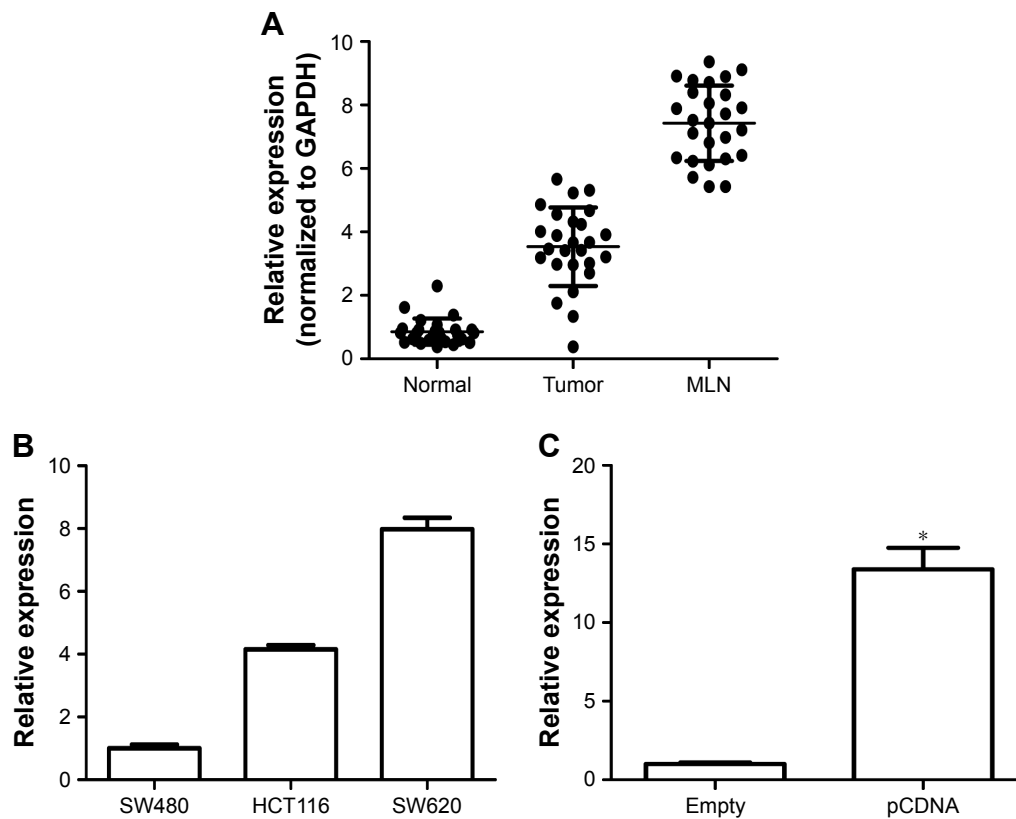 A
Relative expression
(normalized to GAPDH)
10
8
6
4
2
0
Normal Tumor MLN
B
Relative expression
10
8
6
4
2
0
SW480 HCT116 SW620
C
Relative expression
20
15
10
5
0
*
Empty pCDNA